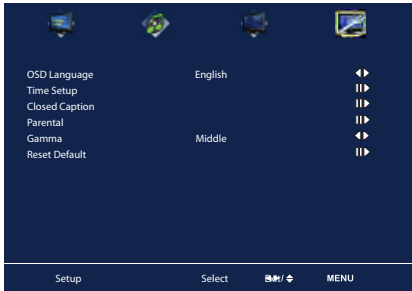 OSD Language English
Time Setup
Closed Caption
Parental
Gamma Middle
Reset Default
Setup Select / MENU